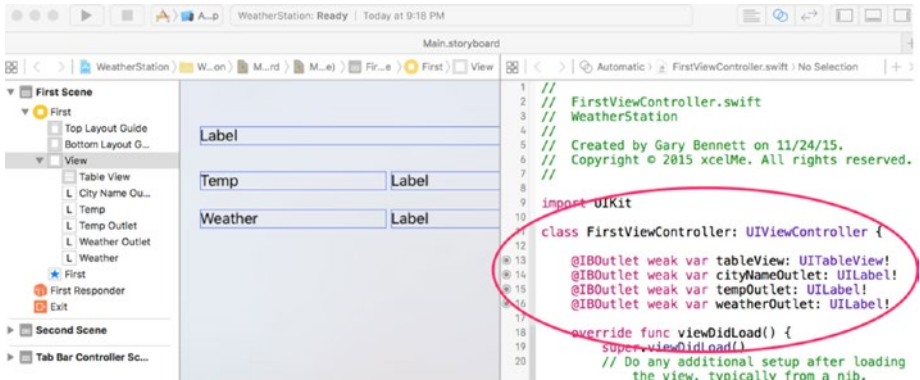 A...p
WeatherStation: Ready | Today at 9:18 PM
Main.storyboard
WeatherStation
W...on
M...rd
M...e)
Fir...e
First
View
Automatic
FirstViewController.swift
No Selection
First Scene
First
Top Layout Guide
Bottom Layout G...
View
Table View
L City Name Ou...
L Temp
L Temp Outlet
L Weather Outlet
L Weather
First
First Responder
Exit
Second Scene
Tab Bar Controller Sc...
Label
Temp Label
Weather Label
1 //
2 // FirstViewController.swift
3 // WeatherStation
4 //
5 // Created by Gary Bennett on 11/24/15.
6 // Copyright © 2015 xcelMe. All rights reserved.
7 //
8
9 import UIKit
10
11 class FirstViewController: UIViewController {
12
13 @IBOutlet weak var tableView: UITableView!
14 @IBOutlet weak var cityNameOutlet: UILabel!
15 @IBOutlet weak var tempOutlet: UILabel!
16 @IBOutlet weak var weatherOutlet: UILabel!
17
18 override func viewDidLoad() {
19 super.viewDidLoad()
20 // Do any additional setup after loading
the view, typically from a nib.